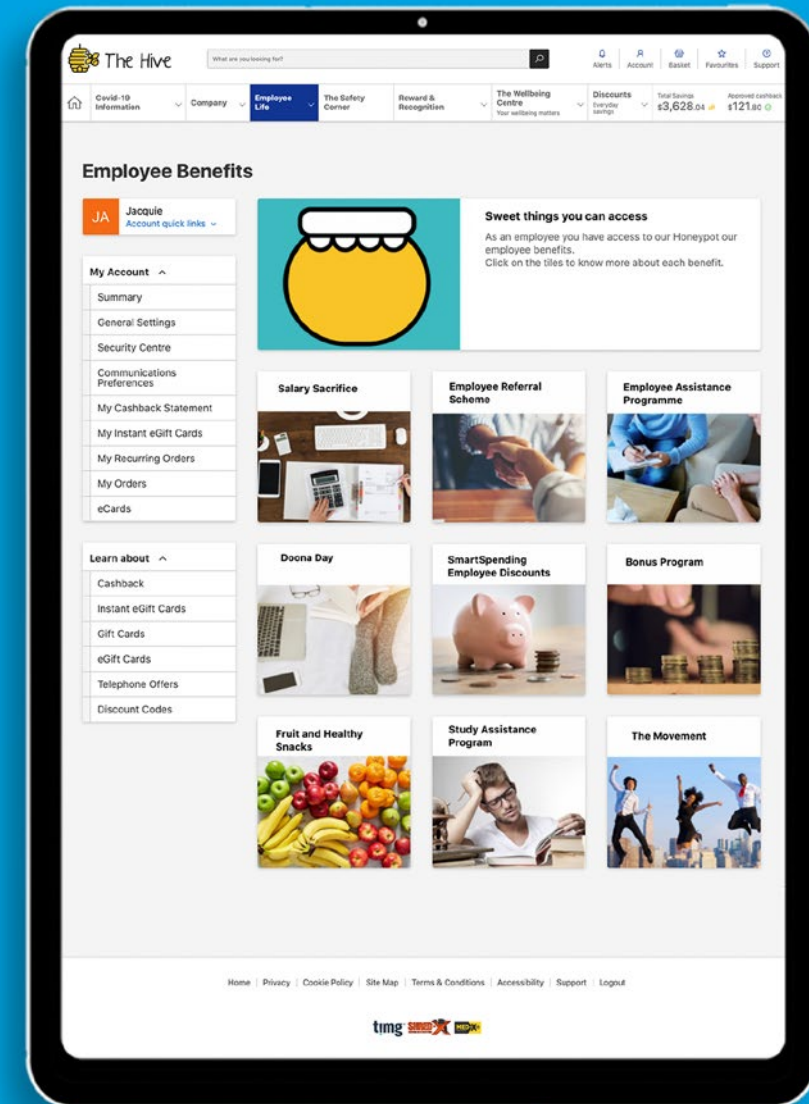 The Hive
What are you looking for?
Alerts
Account
Basket
Favourites
Support
Covid-19
Information
Company
Employee
Life
The Safety
Corner
Reward &
Recognition
The Wellbeing
Centre
Your wellbeing matters
Discounts
Everyday
savings
Total Savings
$3,628.04
Approved cashback
$121.80
Employee Benefits
JA
Jacquie
Account quick links
Sweet things you can access
As an employee you have access to our Honeypot our
employee benefits.
Click on the tiles to know more about each benefit.
My Account
Summary
General Settings
Security Centre
Communications
Preferences
My Cashback Statement
My Instant eGift Cards
My Recurring Orders
My Orders
eCards
Learn about
Cashback
Instant eGift Cards
Gift Cards
eGift Cards
Telephone Offers
Discount Codes
Salary Sacrifice
Employee Referral
Scheme
Employee Assistance
Programme
Doona Day
SmartSpending
Employee Discounts
Bonus Program
Fruit and Healthy
Snacks
Study Assistance
Program
The Movement
Home | Privacy | Cookie Policy | Site Map | Terms & Conditions | Accessibility | Support | Logout
timg SHRED X MED X